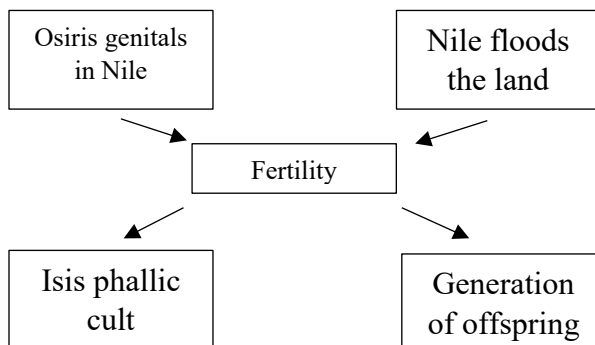 Osiris genitals
in Nile
Nile floods
the land
Fertility
Isis phallic
cult
Generation
of offspring